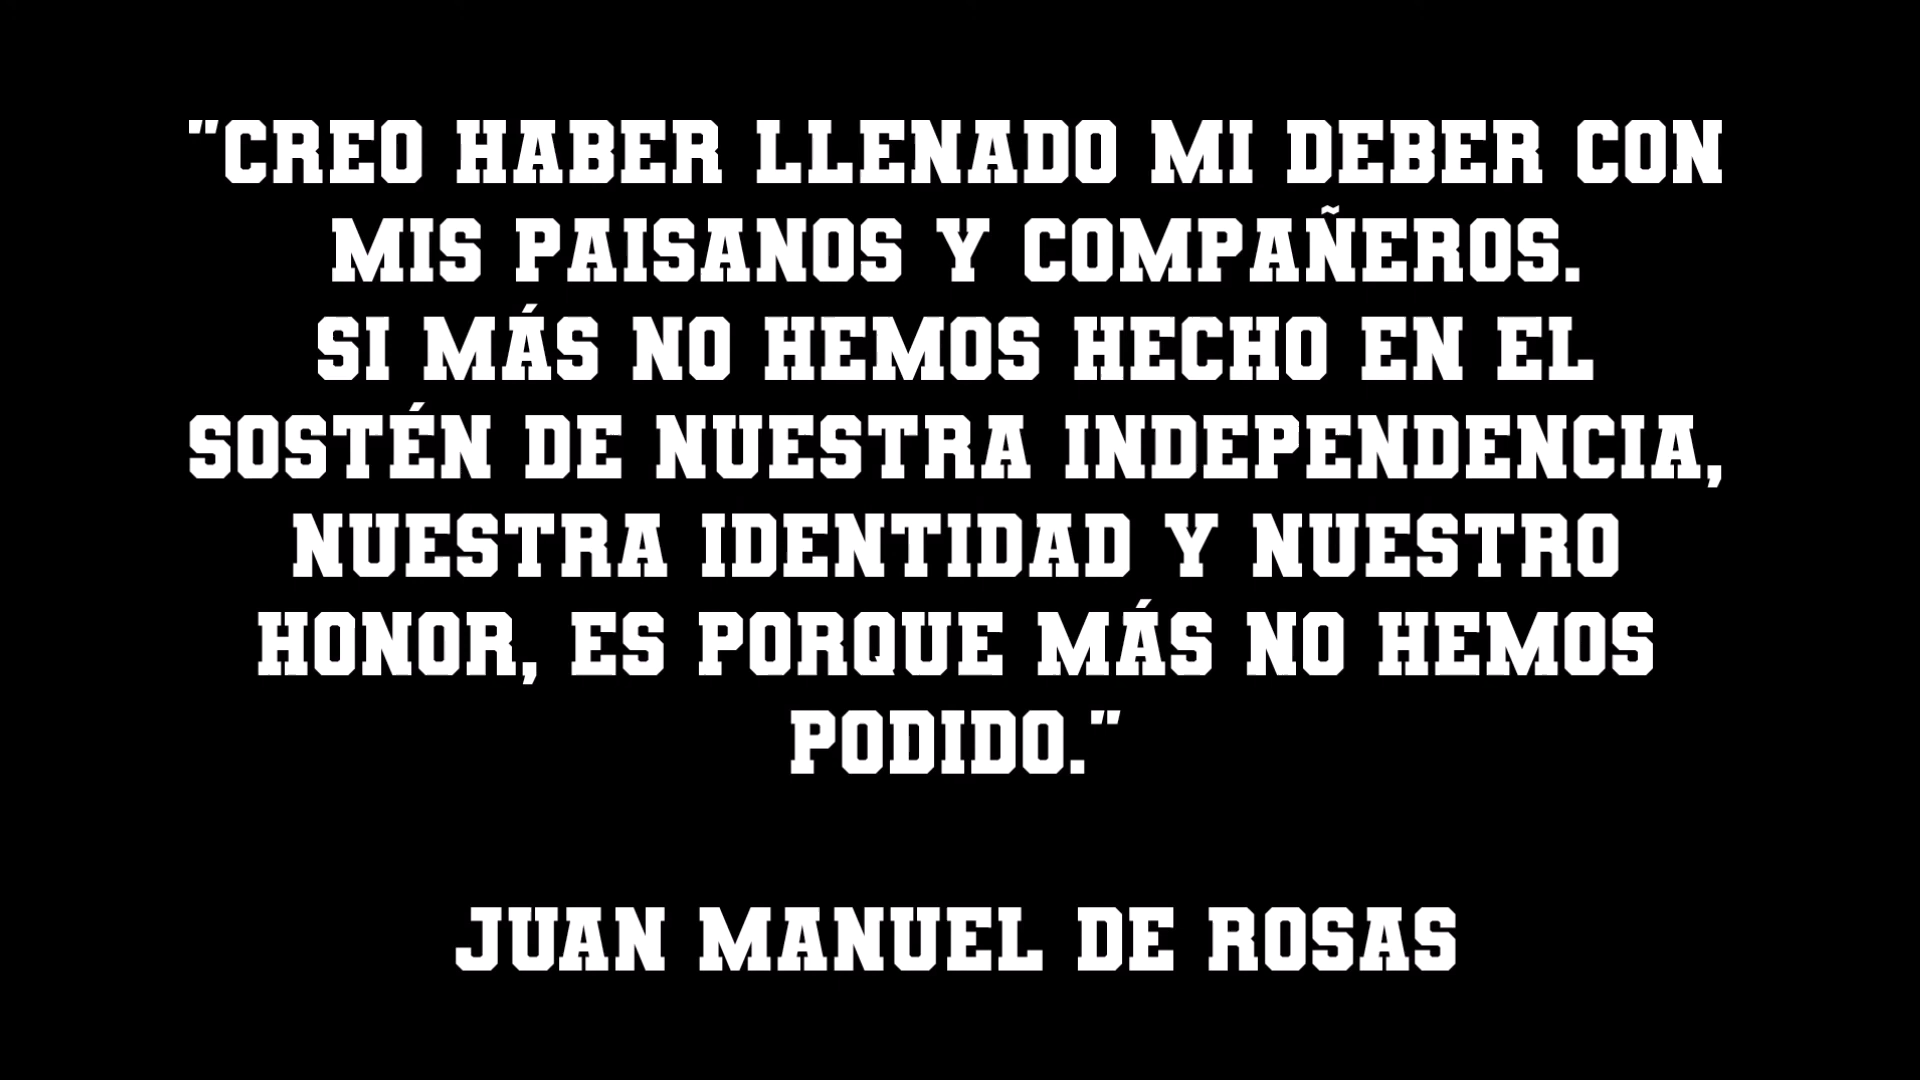 "CREO HABER LLENADO MI DEBER CON
MIS PAISANOS Y COMPAÑEROS.
SI MÁS NO HEMOS HECHO EN EL
SOSTÉN DE NUESTRA INDEPENDENCIA,
NUESTRA IDENTIDAD Y NUESTRO
HONOR, ES PORQUE MÁS NO HEMOS
PODIDO."
JUAN MANUEL DE ROSAS